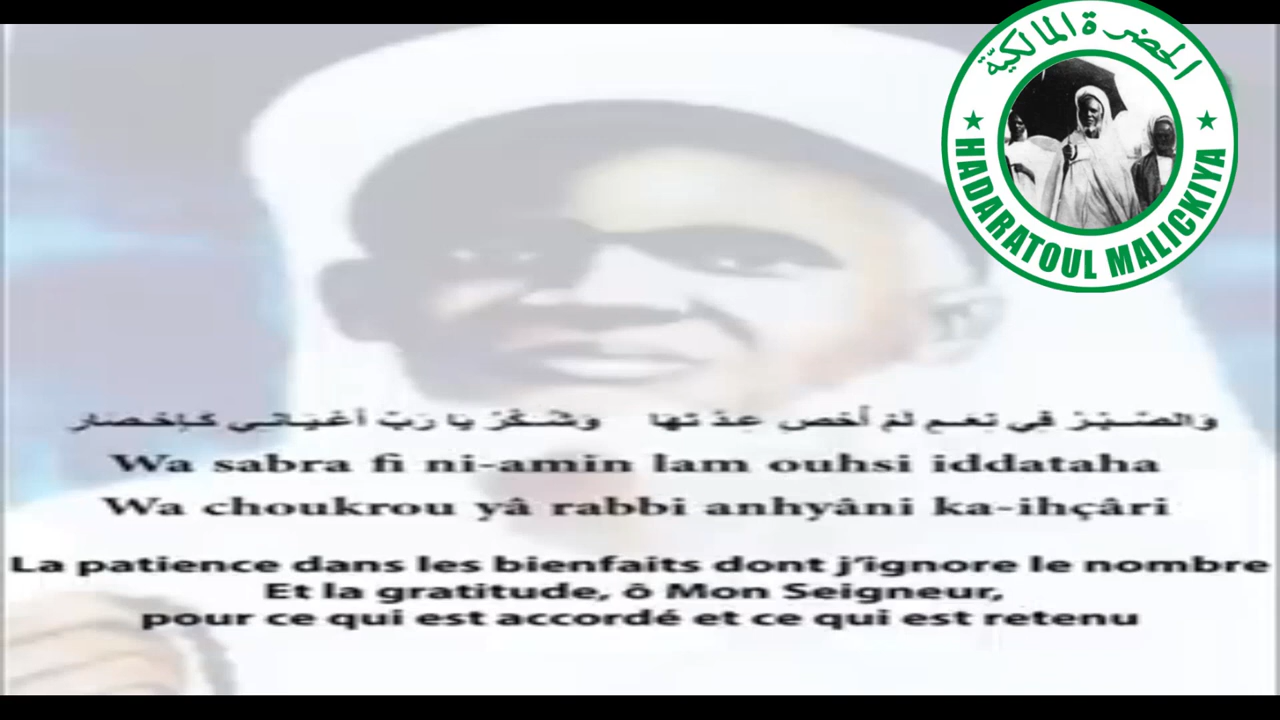 الحضرة المالكيّة
HADARATOUL MALICKIYA
وَالصَّبْرُ فِي نِعَمٍ لَمْ أُحْصِ عِدَّتَهَا وَشُكْرُ يَا رَبِّ أَعْيَانِي كَإِحْصَارِ
Wa sabra fi ni-amin lam ouhsi iddataha
Wa choukrou yâ rabbi anhyâni ka-ihçâri
La patience dans les bienfaits dont j’ignore le nombre
Et la gratitude, ô Mon Seigneur,
pour ce qui est accordé et ce qui est retenu